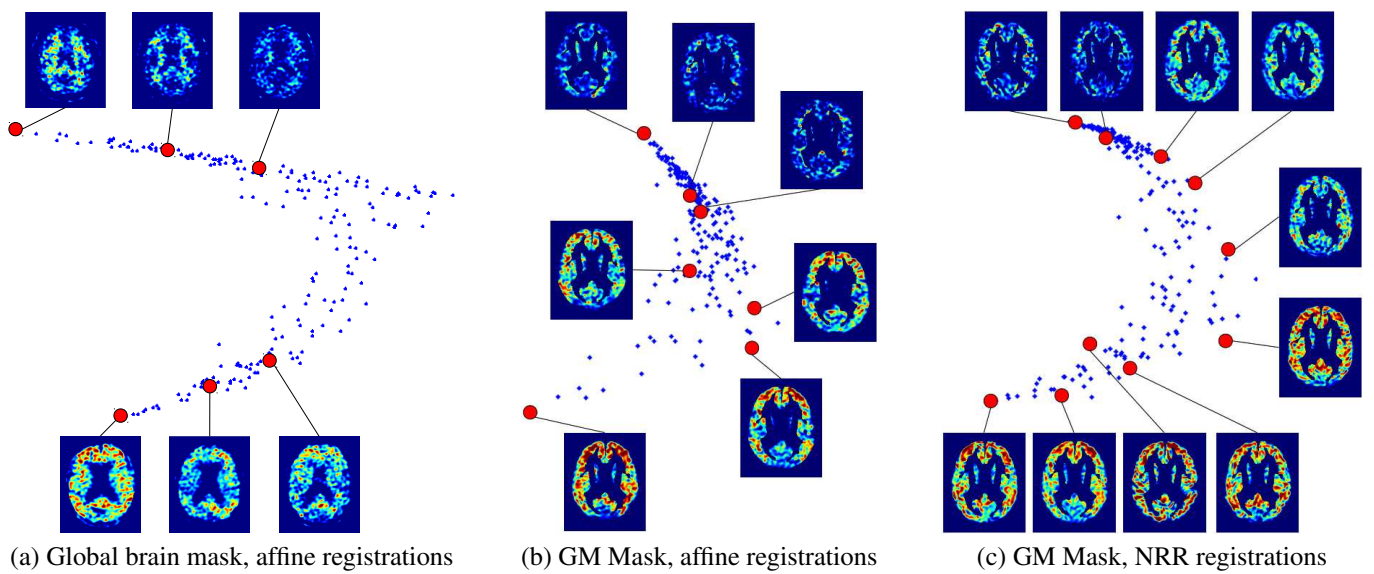 (a) Global brain mask, affine registrations
(b) GM Mask, affine registrations
(c) GM Mask, NRR registrations